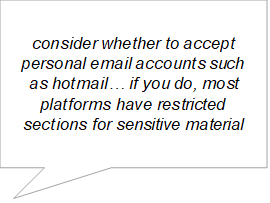 consider whether to accept
personal email accounts such
as hotmail… if you do, most
platforms have restricted
sections for sensitive material